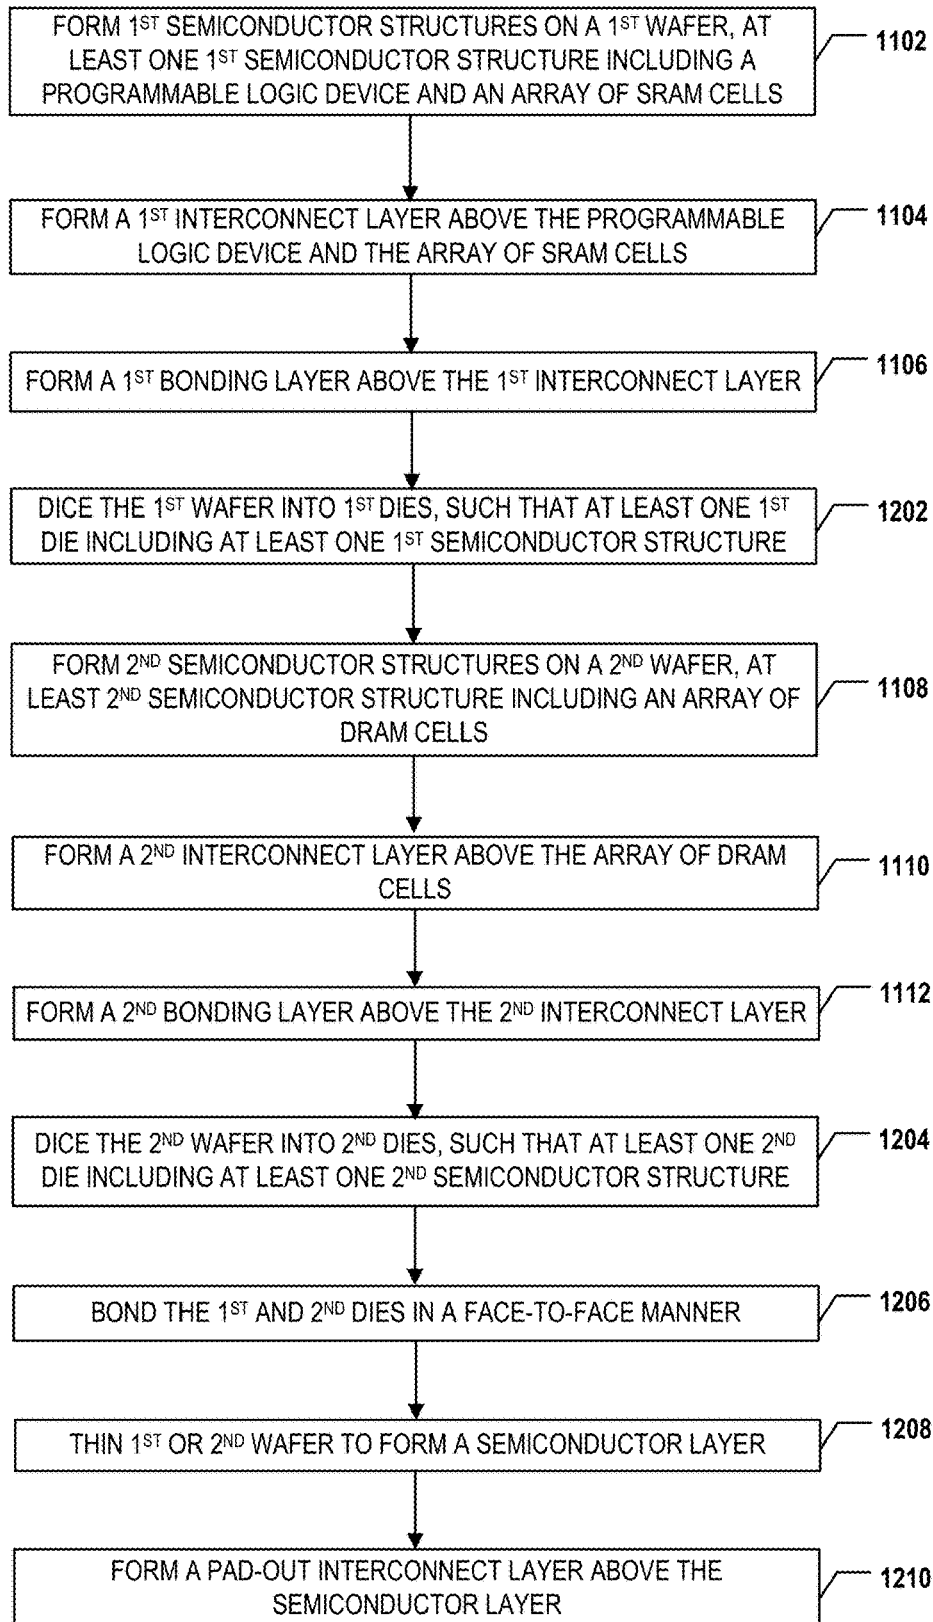 FORM 1ST SEMICONDUCTOR STRUCTURES ON A 1ST WAFER, AT
LEAST ONE 1ST SEMICONDUCTOR STRUCTURE INCLUDING A
PROGRAMMABLE LOGIC DEVICE AND AN ARRAY OF SRAM CELLS
1102
FORM A 1ST INTERCONNECT LAYER ABOVE THE PROGRAMMABLE
LOGIC DEVICE AND THE ARRAY OF SRAM CELLS
1104
FORM A 1ST BONDING LAYER ABOVE THE 1ST INTERCONNECT LAYER
1106
DICE THE 1ST WAFER INTO 1ST DIES, SUCH THAT AT LEAST ONE 1ST
DIE INCLUDING AT LEAST ONE 1ST SEMICONDUCTOR STRUCTURE
1202
FORM 2ND SEMICONDUCTOR STRUCTURES ON A 2ND WAFER, AT
LEAST 2ND SEMICONDUCTOR STRUCTURE INCLUDING AN ARRAY OF
DRAM CELLS
1108
FORM A 2ND INTERCONNECT LAYER ABOVE THE ARRAY OF DRAM
CELLS
1110
FORM A 2ND BONDING LAYER ABOVE THE 2ND INTERCONNECT LAYER
1112
DICE THE 2ND WAFER INTO 2ND DIES, SUCH THAT AT LEAST ONE 2ND
DIE INCLUDING AT LEAST ONE 2ND SEMICONDUCTOR STRUCTURE
1204
BOND THE 1ST AND 2ND DIES IN A FACE-TO-FACE MANNER
1206
THIN 1ST OR 2ND WAFER TO FORM A SEMICONDUCTOR LAYER
1208
FORM A PAD-OUT INTERCONNECT LAYER ABOVE THE
SEMICONDUCTOR LAYER
1210